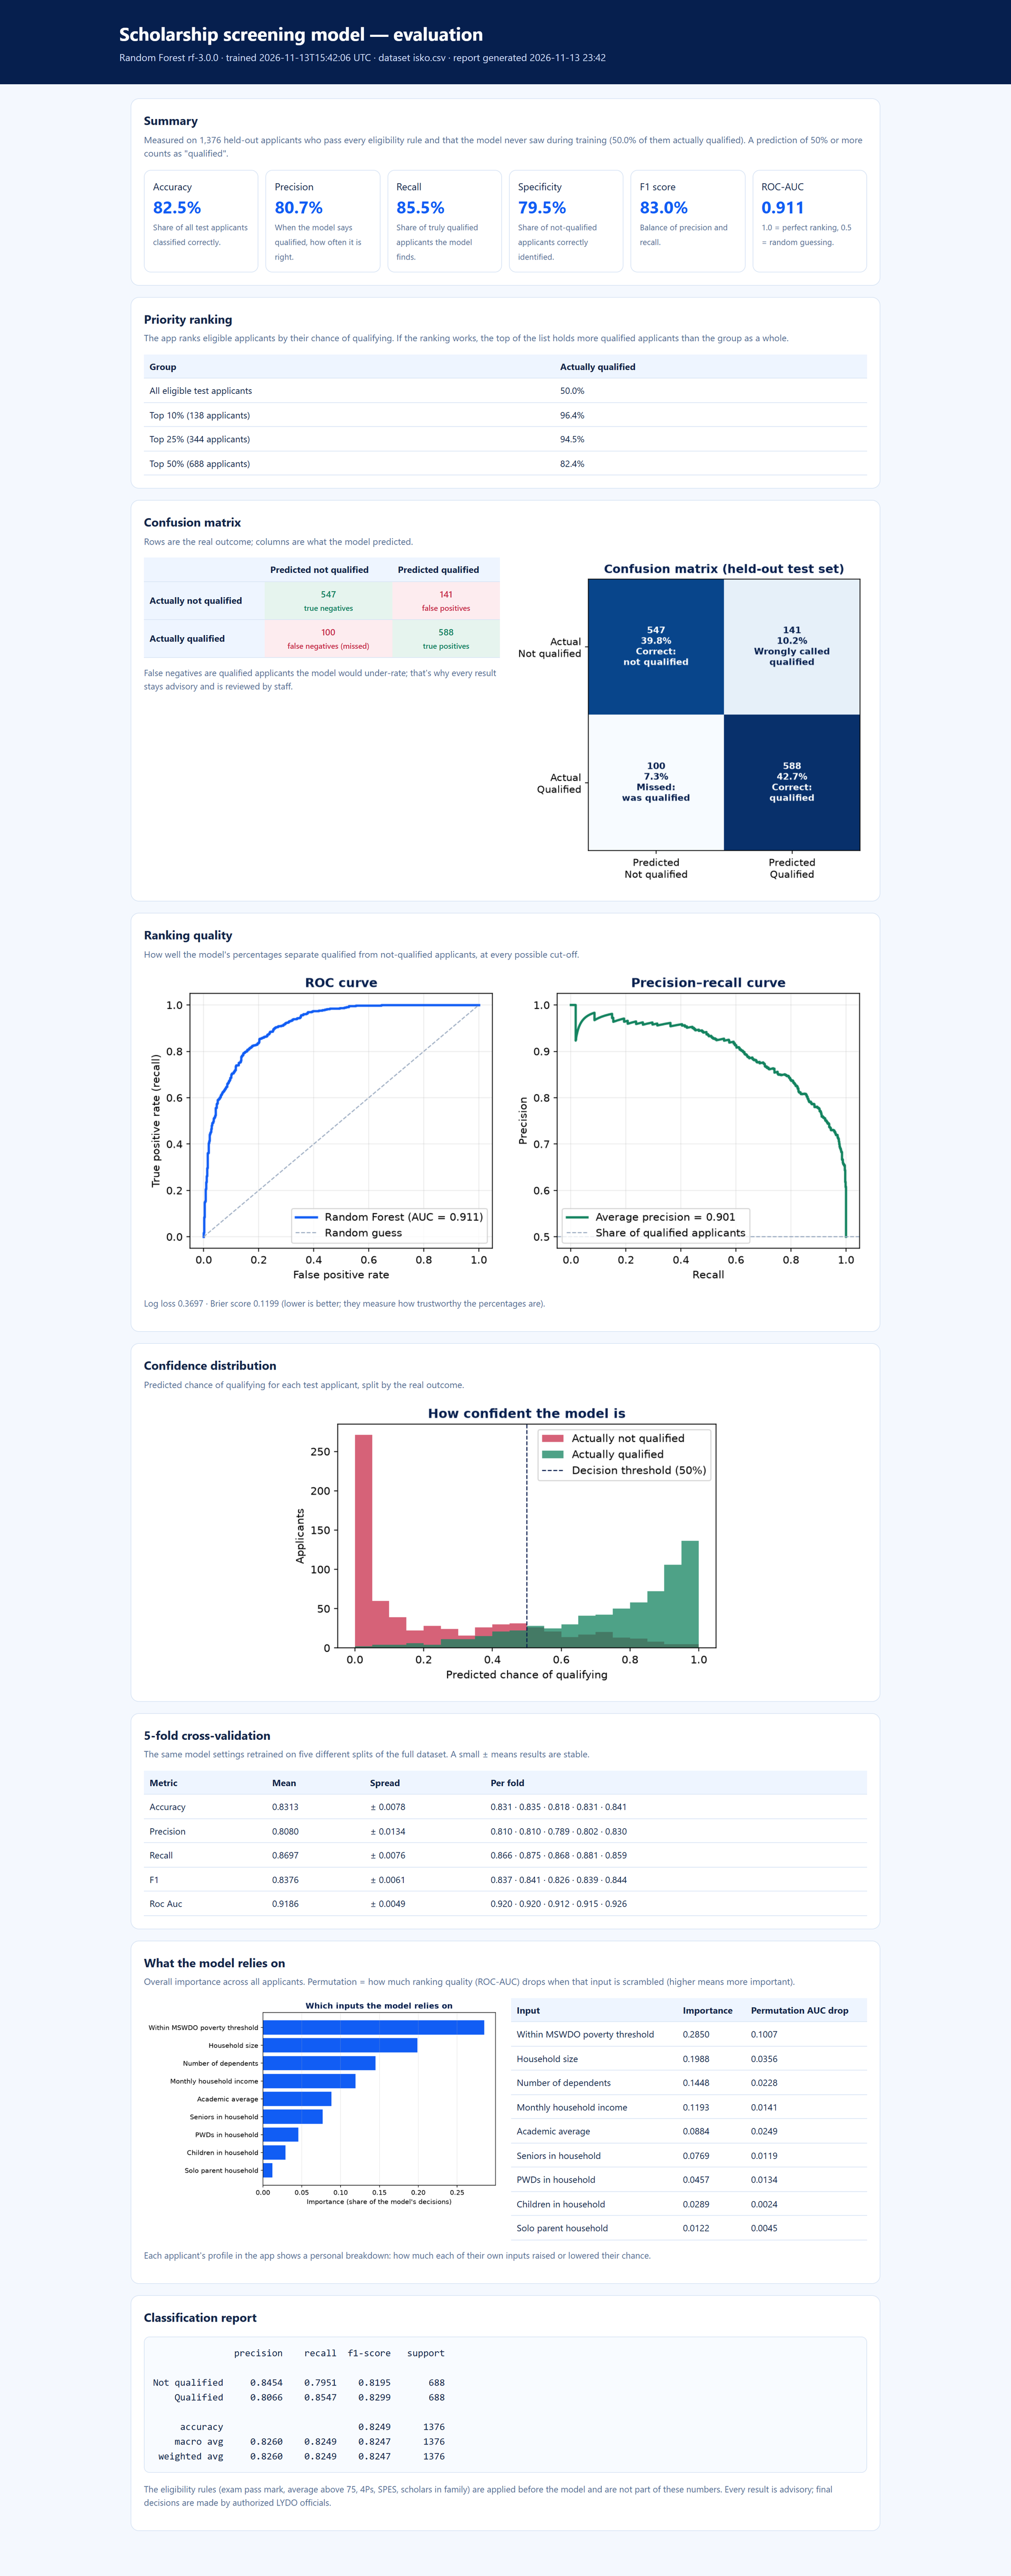 Scholarship screening model — evaluation
Random Forest rf-3.0.0 · trained 2026-11-13T15:42:06 UTC · dataset isko.csv · report generated 2026-11-13 23:42
Summary
Measured on 1,376 held-out applicants who pass every eligibility rule and that the model never saw during training (50.0% of them actually qualified). A prediction of 50% or more
counts as "qualified".
Accuracy
82.5%
Share of all test applicants
classified correctly.
Precision
80.7%
When the model says
qualified, how often it is
right.
Recall
85.5%
Share of truly qualified
applicants the model
finds.
Specificity
79.5%
Share of not-qualified
applicants correctly
identified.
F1 score
83.0%
Balance of precision and
recall.
ROC-AUC
0.911
1.0 = perfect ranking, 0.5
= random guessing.
Priority ranking
The app ranks eligible applicants by their chance of qualifying. If the ranking works, the top of the list holds more qualified applicants than the group as a whole.
Group Actually qualified
All eligible test applicants 50.0%
Top 10% (138 applicants) 96.4%
Top 25% (344 applicants) 94.5%
Top 50% (688 applicants) 82.4%
Confusion matrix
Rows are the real outcome; columns are what the model predicted.
Predicted not qualified Predicted qualified
Actually not qualified
547
true negatives
141
false positives
Actually qualified
100
false negatives (missed)
588
true positives
False negatives are qualified applicants the model would under-rate; that's why every result
stays advisory and is reviewed by staff.
Confusion matrix (held-out test set)
Actual
Not qualified
547
39.8%
Correct:
not qualified
141
10.2%
Wrongly called
qualified
Actual
Qualified
100
7.3%
Missed:
was qualified
588
42.7%
Correct:
qualified
Predicted
Not qualified
Predicted
Qualified
Ranking quality
How well the model's percentages separate qualified from not-qualified applicants, at every possible cut-off.
ROC curve
True positive rate (recall)
1.0
0.8
0.6
0.4
0.2
0.0
Random Forest (AUC = 0.911)
Random guess
0.0 0.2 0.4 0.6 0.8 1.0
False positive rate
Precision–recall curve
Precision
1.0
0.9
0.8
0.7
0.6
0.5
Average precision = 0.901
Share of qualified applicants
0.0 0.2 0.4 0.6 0.8 1.0
Recall
Log loss 0.3697 · Brier score 0.1199 (lower is better; they measure how trustworthy the percentages are).
Confidence distribution
Predicted chance of qualifying for each test applicant, split by the real outcome.
How confident the model is
Applicants
250
200
150
100
50
0
Actually not qualified
Actually qualified
Decision threshold (50%)
0.0 0.2 0.4 0.6 0.8 1.0
Predicted chance of qualifying
5-fold cross-validation
The same model settings retrained on five different splits of the full dataset. A small ± means results are stable.
Metric Mean Spread Per fold
Accuracy 0.8313 ± 0.0078 0.831 · 0.835 · 0.818 · 0.831 · 0.841
Precision 0.8080 ± 0.0134 0.810 · 0.810 · 0.789 · 0.802 · 0.830
Recall 0.8697 ± 0.0076 0.866 · 0.875 · 0.868 · 0.881 · 0.859
F1 0.8376 ± 0.0061 0.837 · 0.841 · 0.826 · 0.839 · 0.844
Roc Auc 0.9186 ± 0.0049 0.920 · 0.920 · 0.912 · 0.915 · 0.926
What the model relies on
Overall importance across all applicants. Permutation = how much ranking quality (ROC-AUC) drops when that input is scrambled (higher means more important).
Which inputs the model relies on
Within MSWDO poverty threshold
Household size
Number of dependents
Monthly household income
Academic average
Seniors in household
PWDs in household
Children in household
Solo parent household
0.00 0.05 0.10 0.15 0.20 0.25
Importance (share of the model's decisions)
Input Importance Permutation AUC drop
Within MSWDO poverty threshold 0.2850 0.1007
Household size 0.1988 0.0356
Number of dependents 0.1448 0.0228
Monthly household income 0.1193 0.0141
Academic average 0.0884 0.0249
Seniors in household 0.0769 0.0119
PWDs in household 0.0457 0.0134
Children in household 0.0289 0.0024
Solo parent household 0.0122 0.0045
Each applicant's profile in the app shows a personal breakdown: how much each of their own inputs raised or lowered their chance.
Classification report
precision recall f1-score support
Not qualified 0.8454 0.7951 0.8195 688
Qualified 0.8066 0.8547 0.8299 688
accuracy 0.8249 1376
macro avg 0.8260 0.8249 0.8247 1376
weighted avg 0.8260 0.8249 0.8247 1376
The eligibility rules (exam pass mark, average above 75, 4Ps, SPES, scholars in family) are applied before the model and are not part of these numbers. Every result is advisory; final
decisions are made by authorized LYDO officials.